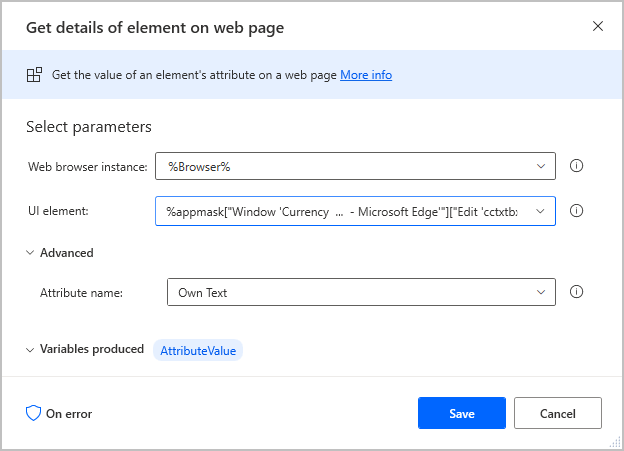 Get details of element on web page
Get the value of an element's attribute on a web page More info
Select parameters
Web browser instance: %Browser%
UI element: %appmask["Window 'Currency ... - Microsoft Edge'"]["Edit 'cctxtb:
Advanced
Attribute name: Own Text
Variables produced AttributeValue
On error Save Cancel